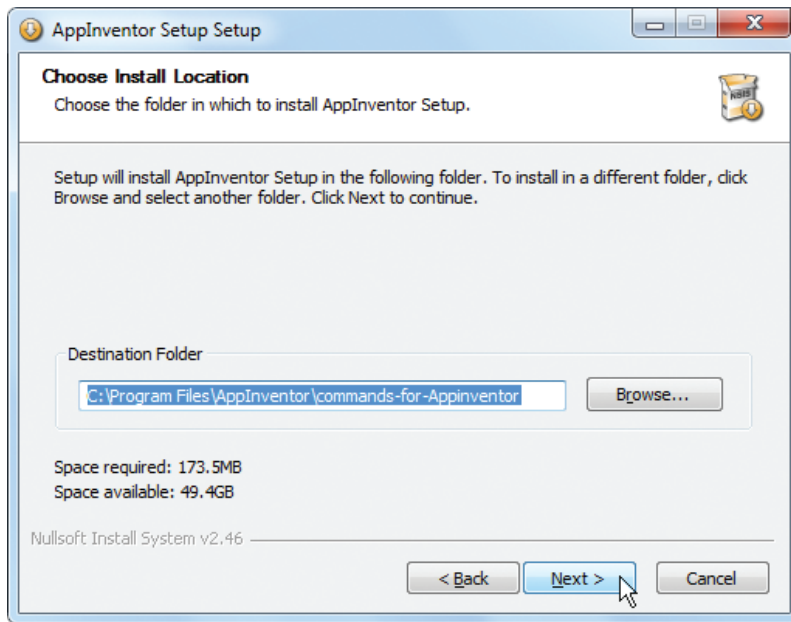 AppInventor Setup Setup
Choose Install Location
Choose the folder in which to install AppInventor Setup.
NSIS
Setup will install AppInventor Setup in the following folder. To install in a different folder, click
Browse and select another folder. Click Next to continue.
Destination Folder
C:\Program Files\AppInventor\commands-for-Appinventor
Browse...
Space required: 173.5MB
Space available: 49.4GB
Nullsoft Install System v2.46
< Back
Next >
Cancel